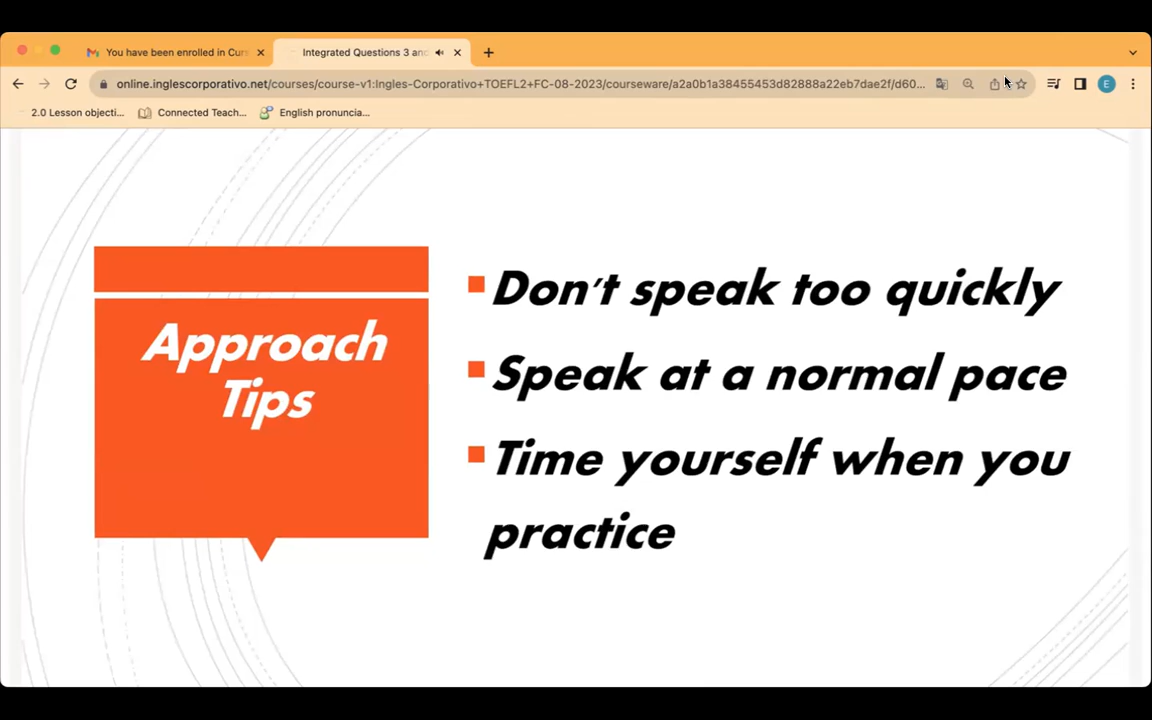 You have been enrolled in Cur
Integrated Questions 3 an
online.inglescorporativo.net/courses/course-v1:Ingles-Corporativo+TOEFL2+FC-08-2023/courseware/a2a0b1a38455453d82888a22eb7dae2f/d60...
E
2.0 Lesson objecti...
Connected Teach...
English pronuncia...
Approach
Tips
Don't speak too quickly
Speak at a normal pace
Time yourself when you
practice